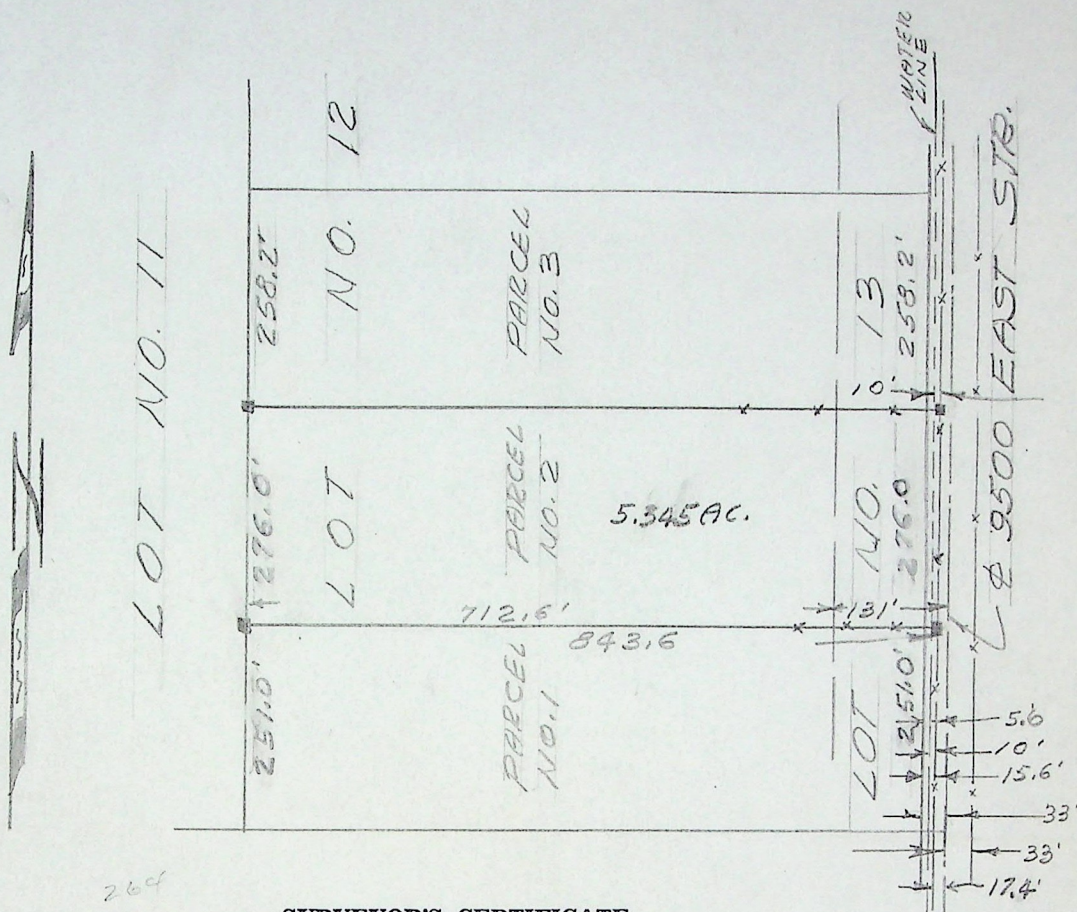 WATER
LINE
LOT NO. 11
258.2'
LOT NO. 12
PARCEL
NO. 3
LOT NO. 13
258.2'
10'
¢ 9500 EAST STR.
276.0'
PARCEL
NO. 2
5.345 AC.
276.0
712.6'
131'
843.6
251.0'
PARCEL
NO. 1
251.0'
5.6
10'
15.6'
33'
33'
17.4'
264
SURVEYOR'S CERTIFICATE